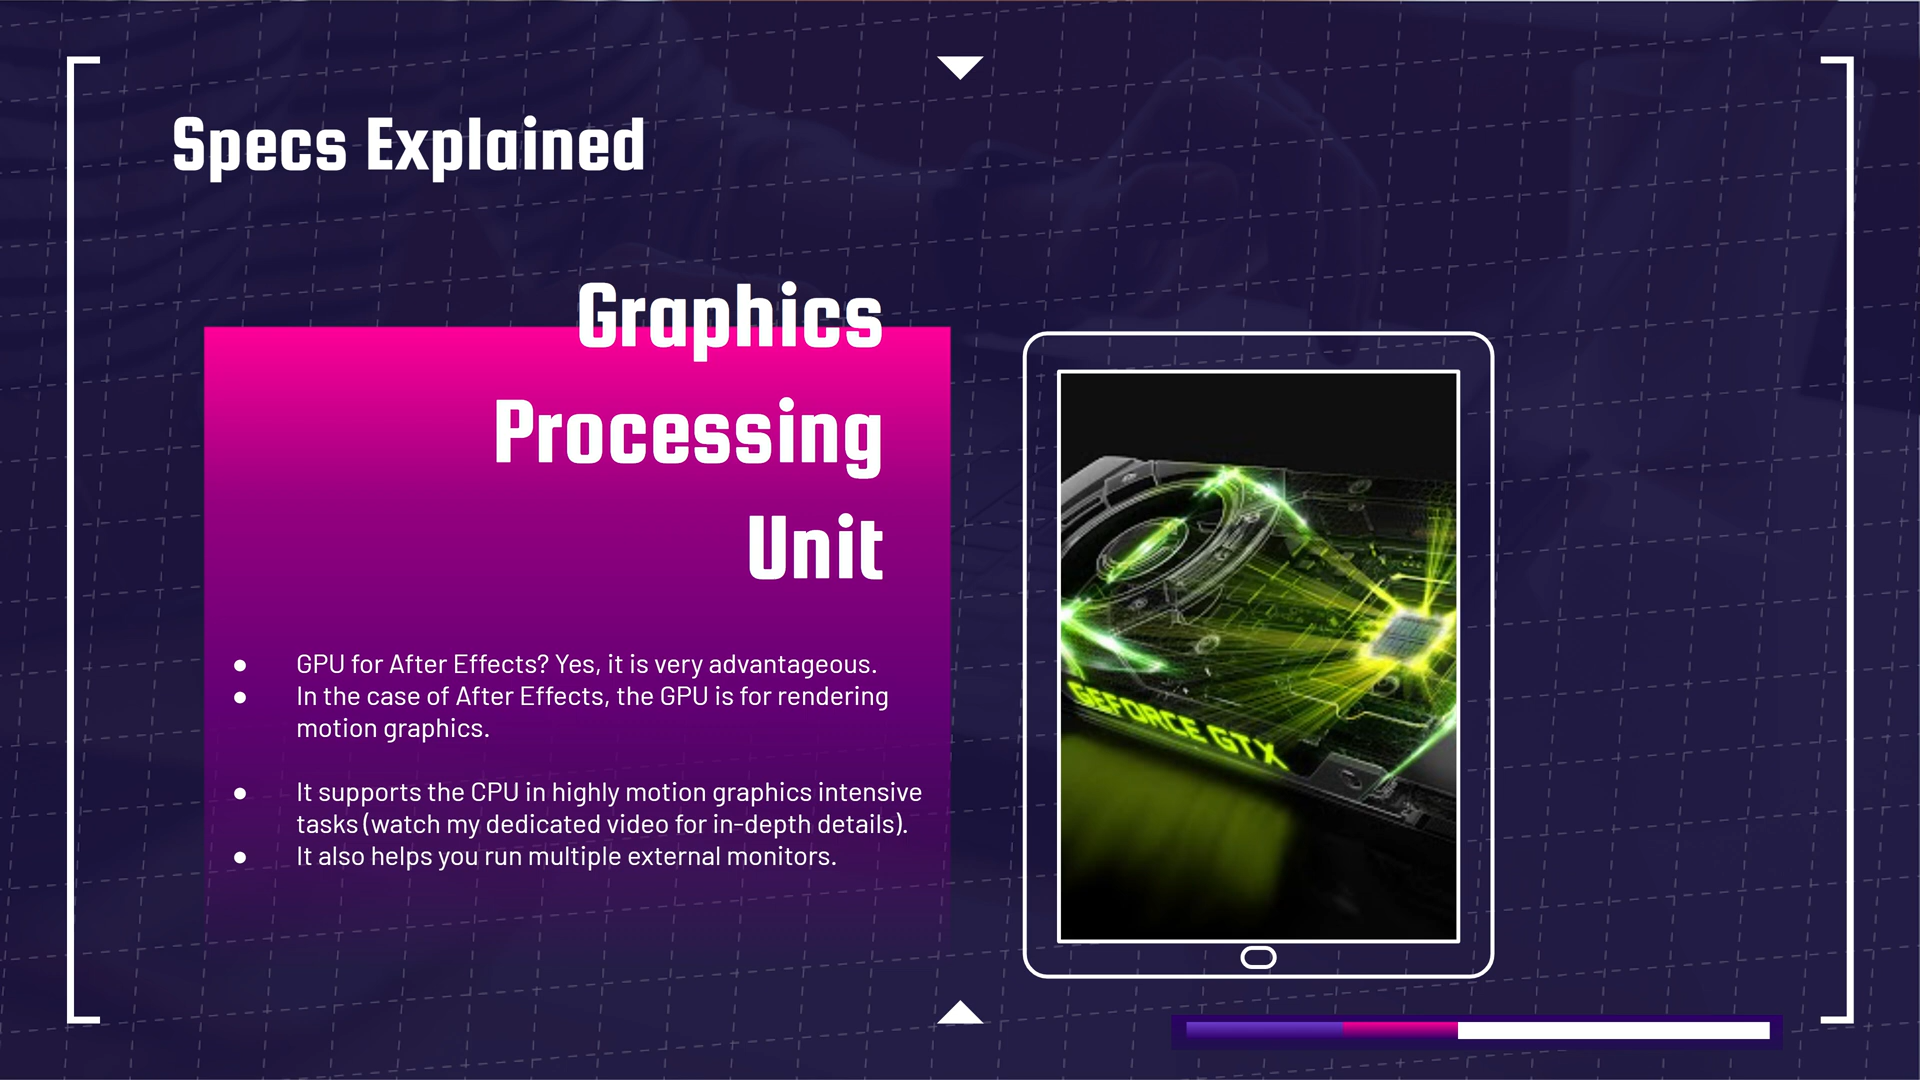 Specs Explained
Graphics
Processing
Unit
● GPU for After Effects? Yes, it is very advantageous.
● In the case of After Effects, the GPU is for rendering
motion graphics.
● It supports the CPU in highly motion graphics intensive
tasks (watch my dedicated video for in-depth details).
● It also helps you run multiple external monitors.
GEFORCE GTX